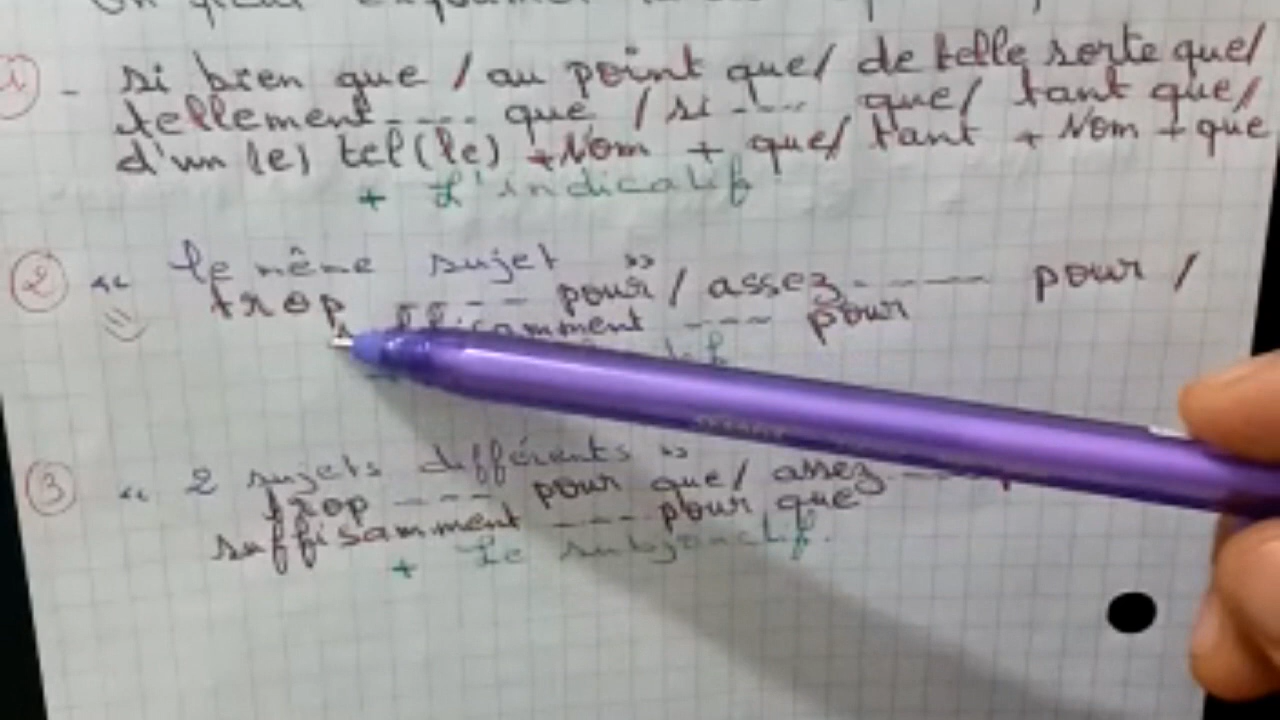 1 - si bien que / au point que/ de telle sorte que/
tellement ---- que / si ---- que/ tant que/
d'un (e) tel(le) +Nom + que/ tant + Nom + que
+ L'indicatif
2 " le même sujet "
trop ---- pour/ assez ------ pour /
---- pour
3 " 2 sujets différents "
trop ---- pour que/ assez
suffisamment ---- pour que
+ Le subjonctif.